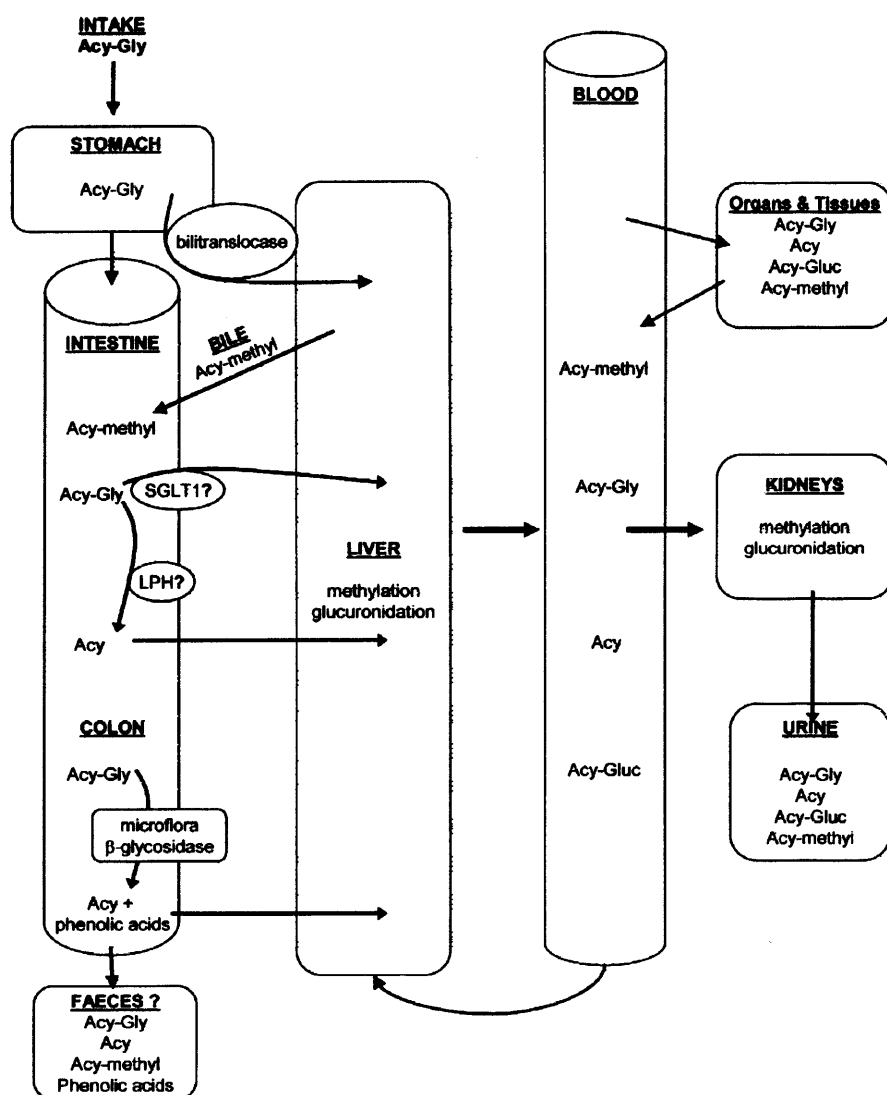 INTAKE
Acy-Gly
STOMACH
Acy-Gly
bilitranslocase
INTESTINE
BILE
Acy-methyl
Acy-methyl
Acy-Gly
SGLT1?
LPH?
Acy
COLON
Acy-Gly
microflora
β-glycosidase
Acy +
phenolic acids
FAECES ?
Acy-Gly
Acy
Acy-methyl
Phenolic acids
LIVER
methylation
glucuronidation
BLOOD
Acy-methyl
Acy-Gly
Acy
Acy-Gluc
Organs & Tissues
Acy-Gly
Acy
Acy-Gluc
Acy-methyl
KIDNEYS
methylation
glucuronidation
URINE
Acy-Gly
Acy
Acy-Gluc
Acy-methyl